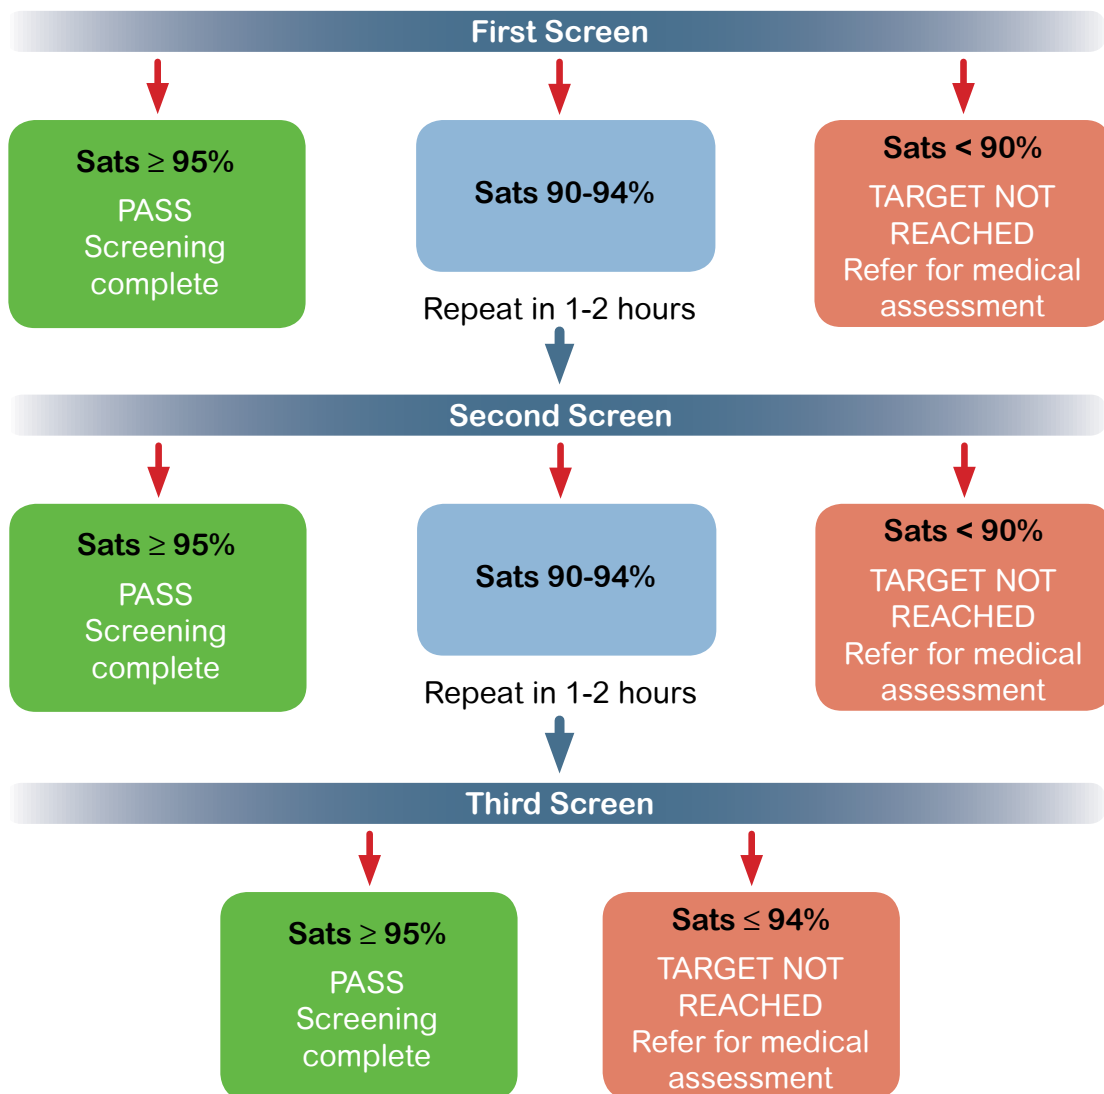 First Screen
Sats ≥ 95%
PASS
Screening
complete
Sats 90-94%
Repeat in 1-2 hours
Sats < 90%
TARGET NOT
REACHED
Refer for medical
assessment
Second Screen
Sats ≥ 95%
PASS
Screening
complete
Sats 90-94%
Repeat in 1-2 hours
Sats < 90%
TARGET NOT
REACHED
Refer for medical
assessment
Third Screen
Sats ≥ 95%
PASS
Screening
complete
Sats ≤ 94%
TARGET NOT
REACHED
Refer for medical
assessment